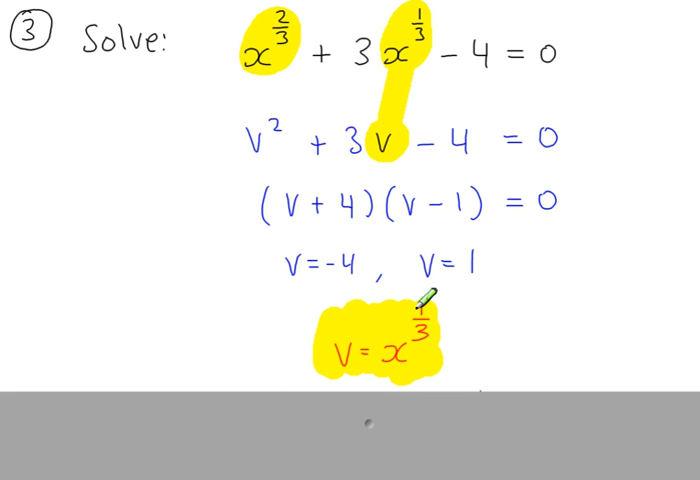 ③ Solve: x^(2/3) + 3x^(1/3) - 4 = 0
v² + 3v - 4 = 0
(v + 4)(v - 1) = 0
v = -4 , v = 1
v = x^(1/3)